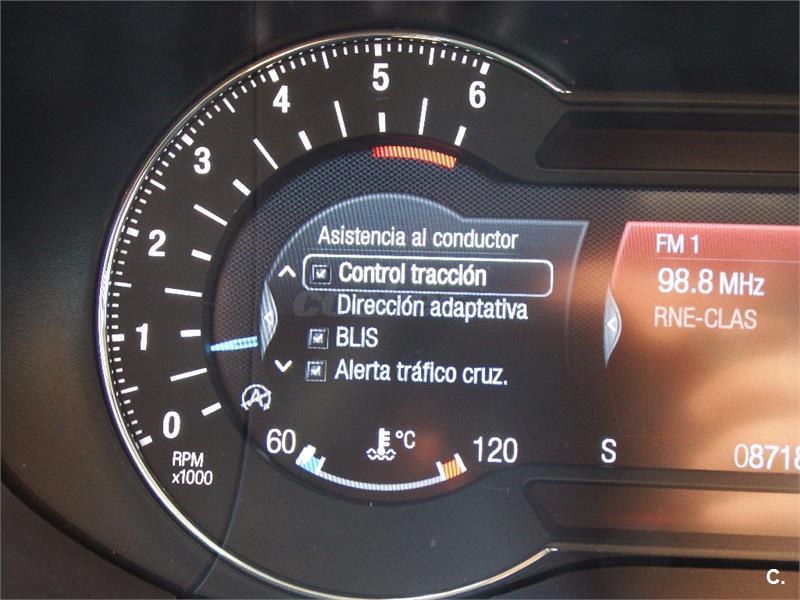 0
1
2
3
4
5
6
RPM
x1000
Asistencia al conductor
Control tracción
Dirección adaptativa
BLIS
Alerta tráfico cruz.
A
60
°C
120
FM 1
98.8 MHz
RNE-CLAS
S
08718
C.